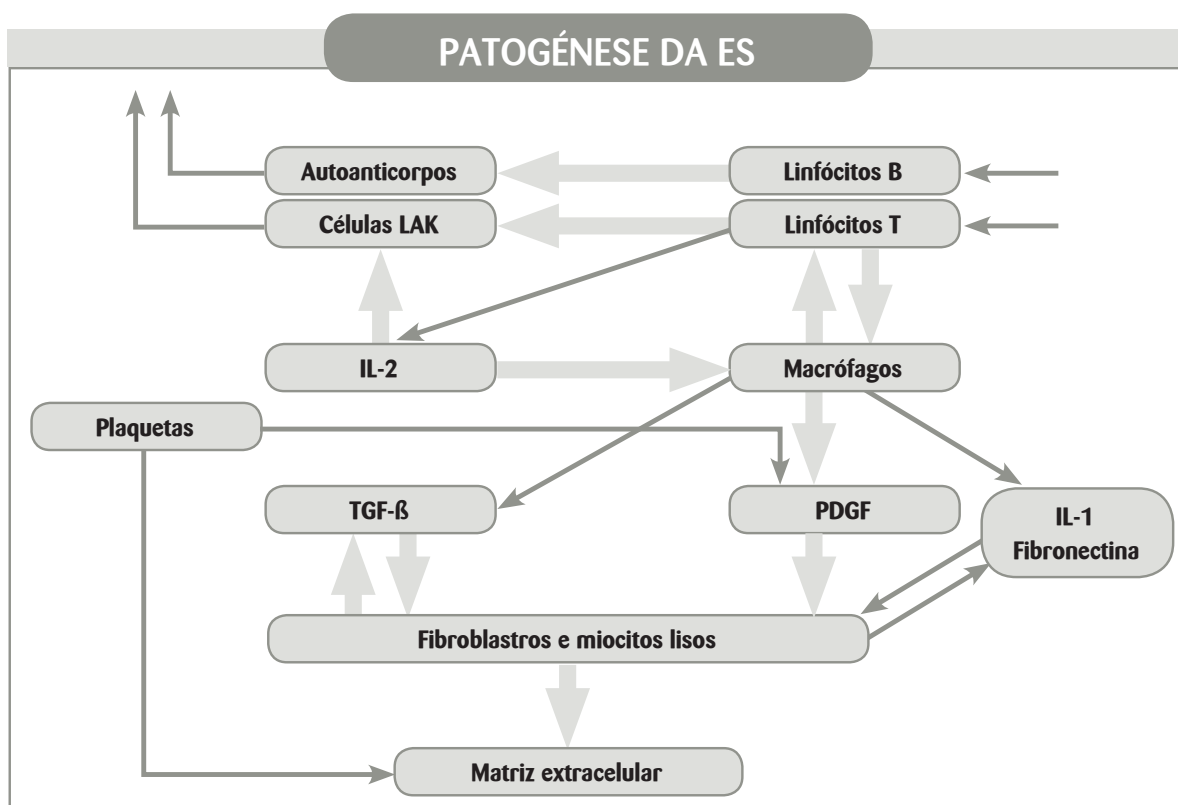 PATOGÉNESE DA ES
Autoanticorpos
Linfócitos B
Células LAK
Linfócitos T
IL-2
Macrófagos
Plaquetas
TGF-ß
PDGF
IL-1
Fibronectina
Fibroblastros e miocitos lisos
Matriz extracelular